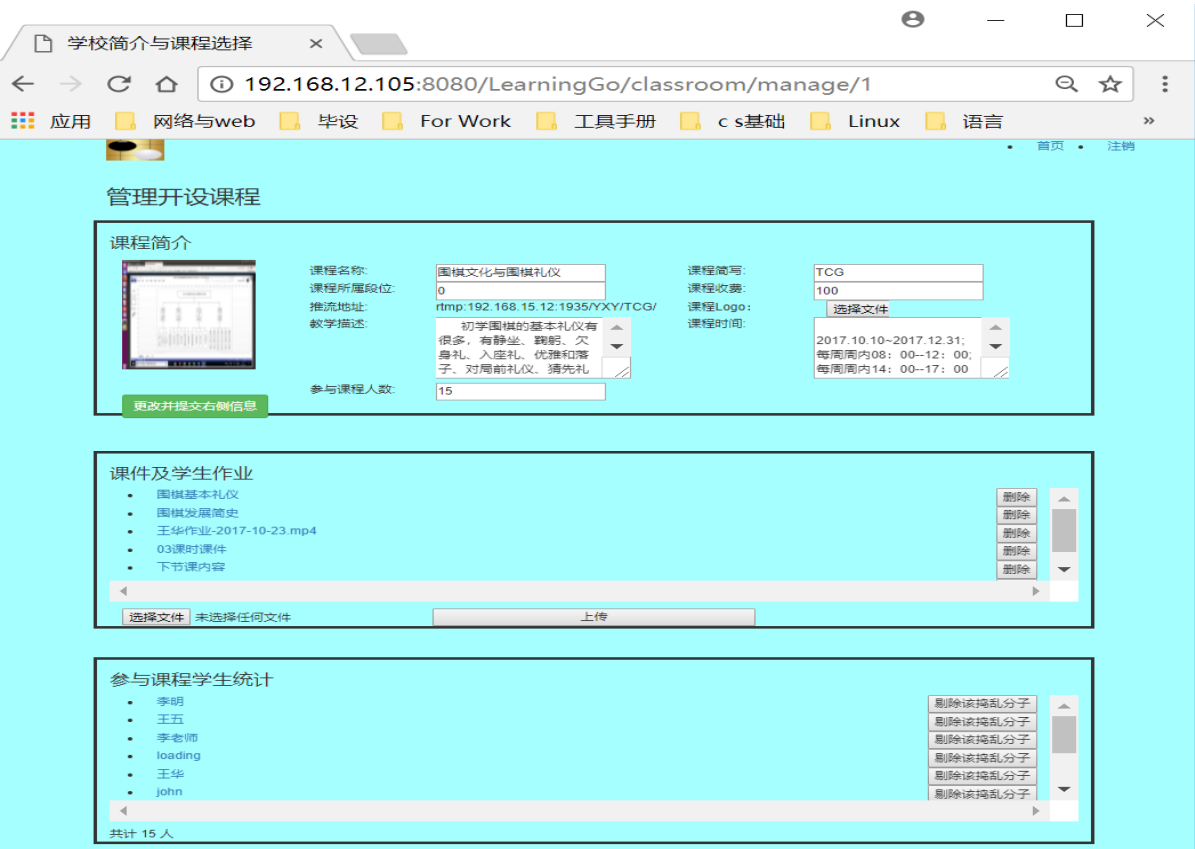 学校简介与课程选择
192.168.12.105:8080/LearningGo/classroom/manage/1
应用 网络与web 毕设 For Work 工具手册 c s基础 Linux 语言 »
• 首页 • 注销
管理开设课程
课程简介
课程名称: 围棋文化与围棋礼仪 课程简写: TCG
课程所属段位: 0 课程收费: 100
推流地址: rtmp:192.168.15.12:1935/YXY/TCG/ 课程Logo: 选择文件
教学描述: 初学围棋的基本礼仪有 课程时间:
很多，有静坐、鞠躬、欠 2017.10.10~2017.12.31;
身礼、入座礼、优雅和落 每周周内08：00--12：00;
子、对局前礼仪、猜先礼 每周周内14：00--17：00
参与课程人数: 15
更改并提交右侧信息
课件及学生作业
• 围棋基本礼仪 删除
• 围棋发展简史 删除
• 王华作业-2017-10-23.mp4 删除
• 03课时课件 删除
• 下节课内容 删除
选择文件 未选择任何文件 上传
参与课程学生统计
• 李明 剔除该捣乱分子
• 王五 剔除该捣乱分子
• 李老师 剔除该捣乱分子
• loading 剔除该捣乱分子
• 王华 剔除该捣乱分子
• john 剔除该捣乱分子
共计 15 人